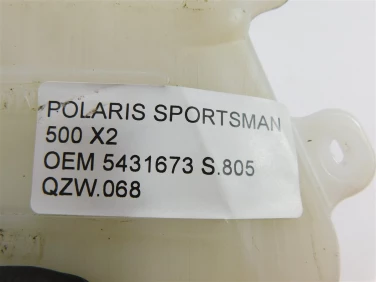 POLARIS SPORTSMAN
500 X2
OEM 5431673 S.805
QZW.068